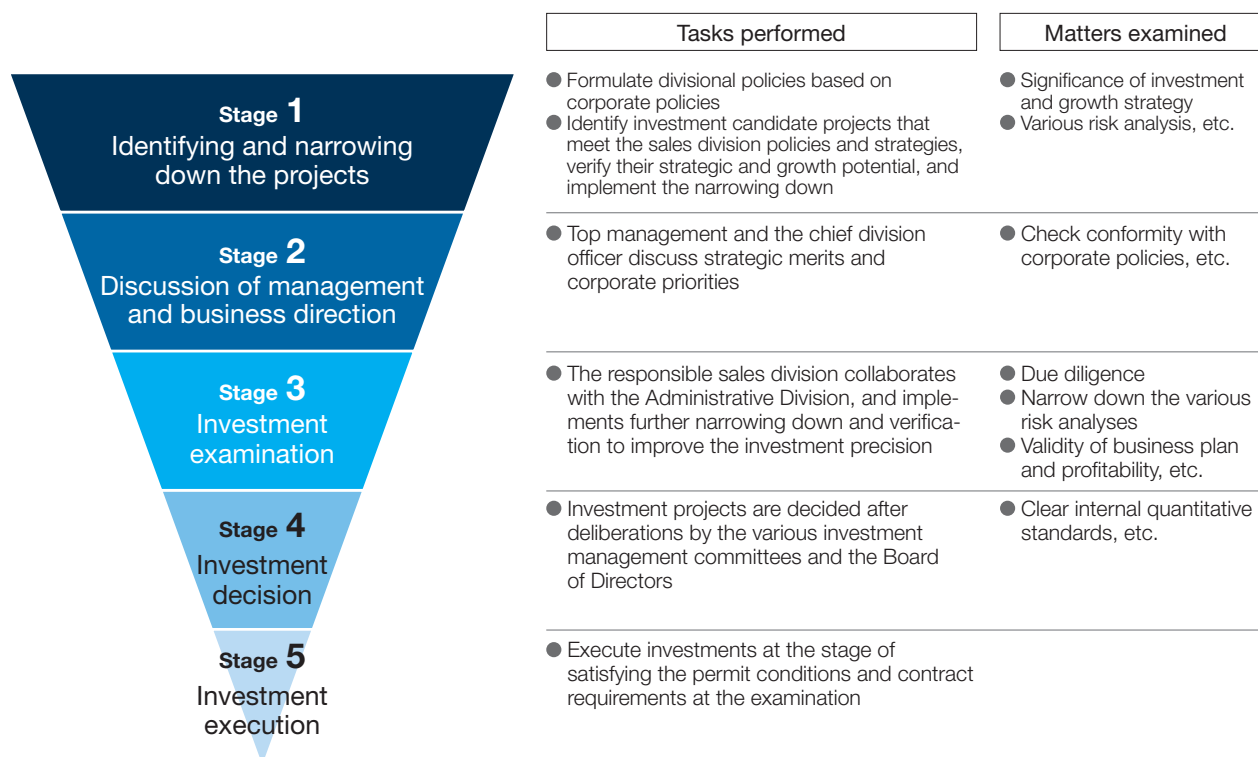 Tasks performed
Matters examined
Stage 1
Identifying and narrowing
down the projects
● Formulate divisional policies based on
corporate policies
● Identify investment candidate projects that
meet the sales division policies and strategies,
verify their strategic and growth potential, and
implement the narrowing down
● Significance of investment
and growth strategy
● Various risk analysis, etc.
Stage 2
Discussion of management
and business direction
● Top management and the chief division
officer discuss strategic merits and
corporate priorities
● Check conformity with
corporate policies, etc.
Stage 3
Investment
examination
● The responsible sales division collaborates
with the Administrative Division, and imple-
ments further narrowing down and verifica-
tion to improve the investment precision
● Due diligence
● Narrow down the various
risk analyses
● Validity of business plan
and profitability, etc.
Stage 4
Investment
decision
● Investment projects are decided after
deliberations by the various investment
management committees and the Board
of Directors
● Clear internal quantitative
standards, etc.
Stage 5
Investment
execution
● Execute investments at the stage of
satisfying the permit conditions and contract
requirements at the examination